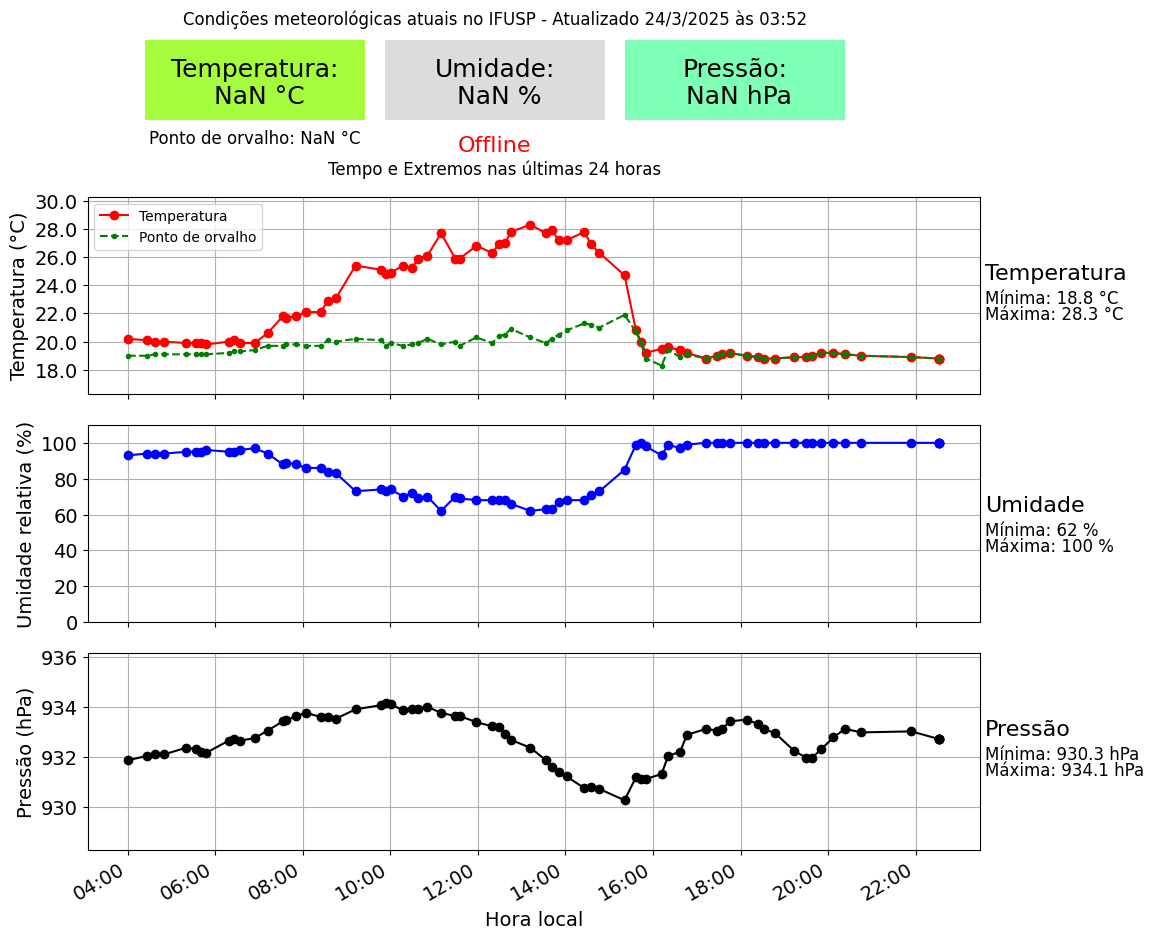 Condições meteorológicas atuais no IFUSP - Atualizado 24/3/2025 às 03:52
Temperatura:
NaN °C
Umidade:
NaN %
Pressão:
NaN hPa
Ponto de orvalho: NaN °C
Offline
Tempo e Extremos nas últimas 24 horas
Temperatura (°C)
30.0
28.0
26.0
24.0
22.0
20.0
18.0
Temperatura
Ponto de orvalho
Temperatura
Mínima: 18.8 °C
Máxima: 28.3 °C
Umidade relativa (%)
100
80
60
40
20
0
Umidade
Mínima: 62 %
Máxima: 100 %
Pressão (hPa)
936
934
932
930
Pressão
Mínima: 930.3 hPa
Máxima: 934.1 hPa
04:00
06:00
08:00
10:00
12:00
14:00
16:00
18:00
20:00
22:00
Hora local